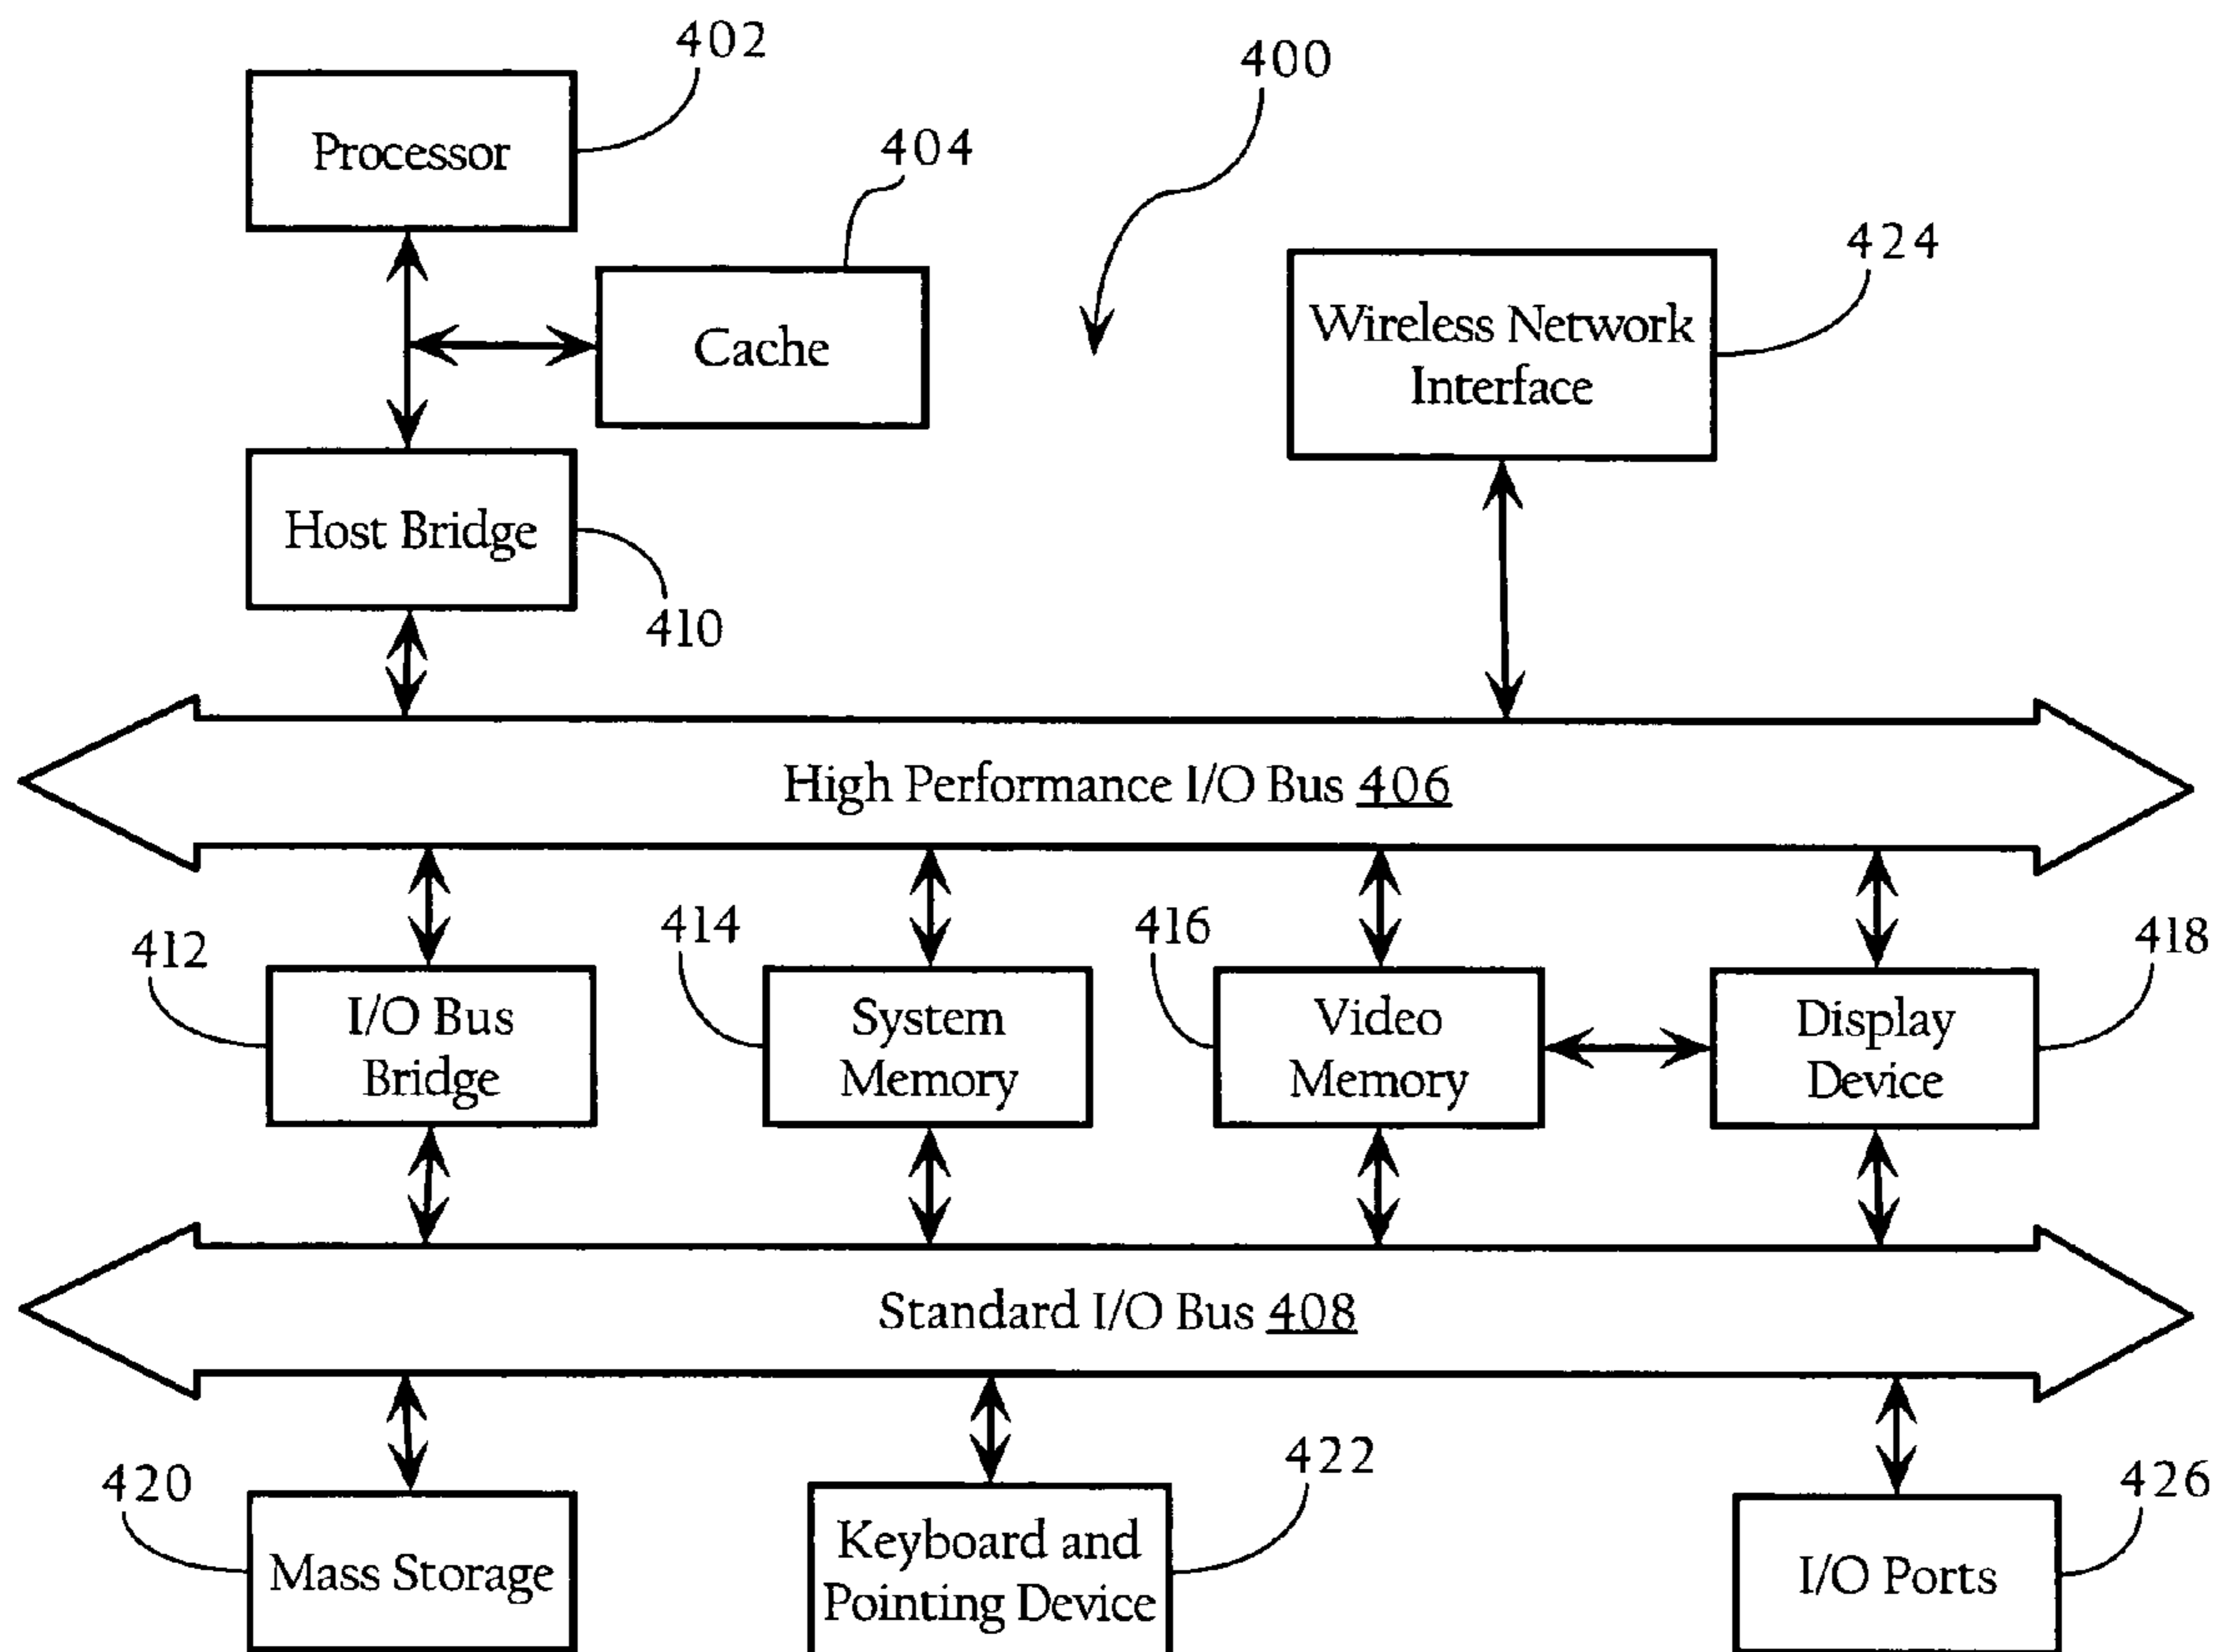 402
400
Processor
404
424
Cache
Wireless Network
Interface
Host Bridge
410
High Performance I/O Bus 406
412
414
416
418
I/O Bus
Bridge
System
Memory
Video
Memory
Display
Device
Standard I/O Bus 408
420
422
426
Mass Storage
Keyboard and
Pointing Device
I/O Ports